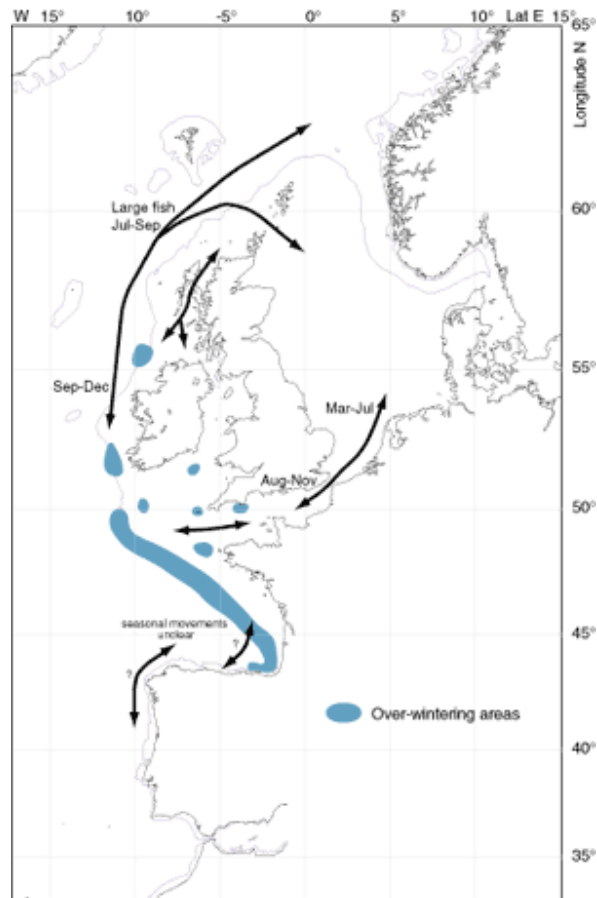 W 15° 10° 5° 0° 5° 10° Lat E 15°
65°
Longitude N
Large fish
Jul-Sep
60°
Sep-Dec
55°
Mar-Jul
Aug-Nov
50°
seasonal movements
unclear
45°
?
?
Over-wintering areas
40°
35°